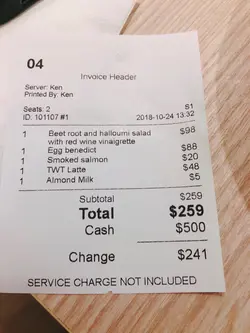 04
Invoice Header
Server: Ken
Printed By: Ken
Seats: 2 S1
ID: 101107 #1 2018-10-24 13:32
1 Beet root and halloumi salad $98
with red wine vinaigrette
1 Egg benedict $88
1 Smoked salmon $20
1 TWT Latte $48
1 Almond Milk $5
Subtotal $259
Total $259
Cash $500
Change $241
SERVICE CHARGE NOT INCLUDED